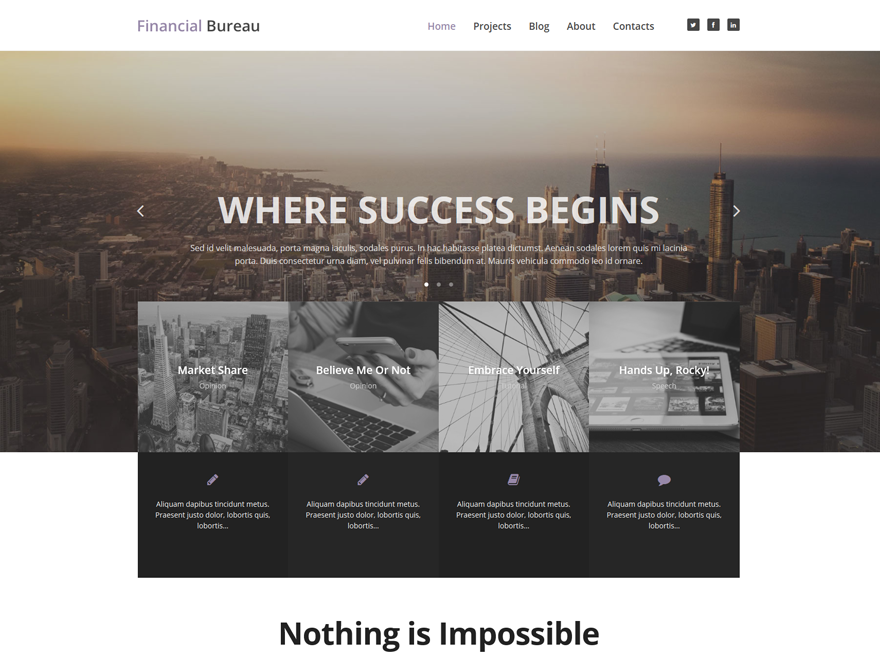 Financial Bureau
Home Projects Blog About Contacts
WHERE SUCCESS BEGINS
Sed id velit malesuada, porta magna iaculis, sodales purus. In hac habitasse platea dictumst. Aenean sodales lorem quis mi lacinia
porta. Duis consectetur urna diam, vel pulvinar felis bibendum at. Mauris vehicula commodo leo id ornare.
Market Share
Opinion
Believe Me Or Not
Opinion
Embrace Yourself
Hands Up, Rocky!
Speech
Aliquam dapibus tincidunt metus.
Praesent justo dolor, lobortis quis,
lobortis...
Aliquam dapibus tincidunt metus.
Praesent justo dolor, lobortis quis,
lobortis...
Aliquam dapibus tincidunt metus.
Praesent justo dolor, lobortis quis,
lobortis...
Aliquam dapibus tincidunt metus.
Praesent justo dolor, lobortis quis,
lobortis...
Nothing is Impossible